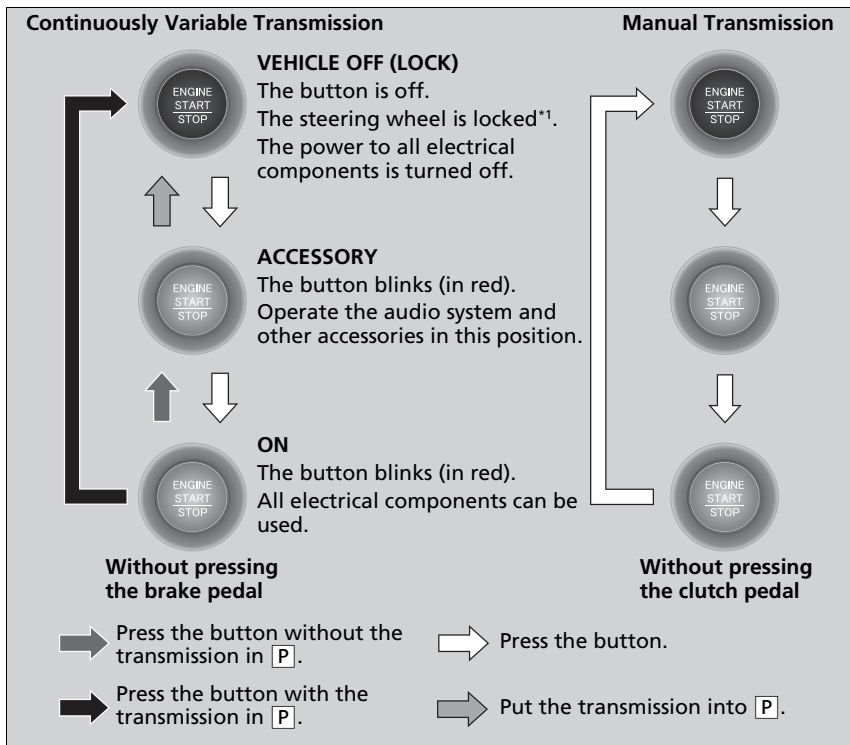 Continuously Variable Transmission
Manual Transmission
ENGINE
START
STOP
VEHICLE OFF (LOCK)
The button is off.
The steering wheel is locked*1.
The power to all electrical
components is turned off.
ENGINE
START
STOP
ENGINE
START
STOP
ACCESSORY
The button blinks (in red).
Operate the audio system and
other accessories in this position.
ENGINE
START
STOP
ENGINE
START
STOP
ON
The button blinks (in red).
All electrical components can be
used.
ENGINE
START
STOP
Without pressing
the brake pedal
Without pressing
the clutch pedal
Press the button without the
transmission in P.
Press the button.
Press the button with the
transmission in P.
Put the transmission into P.